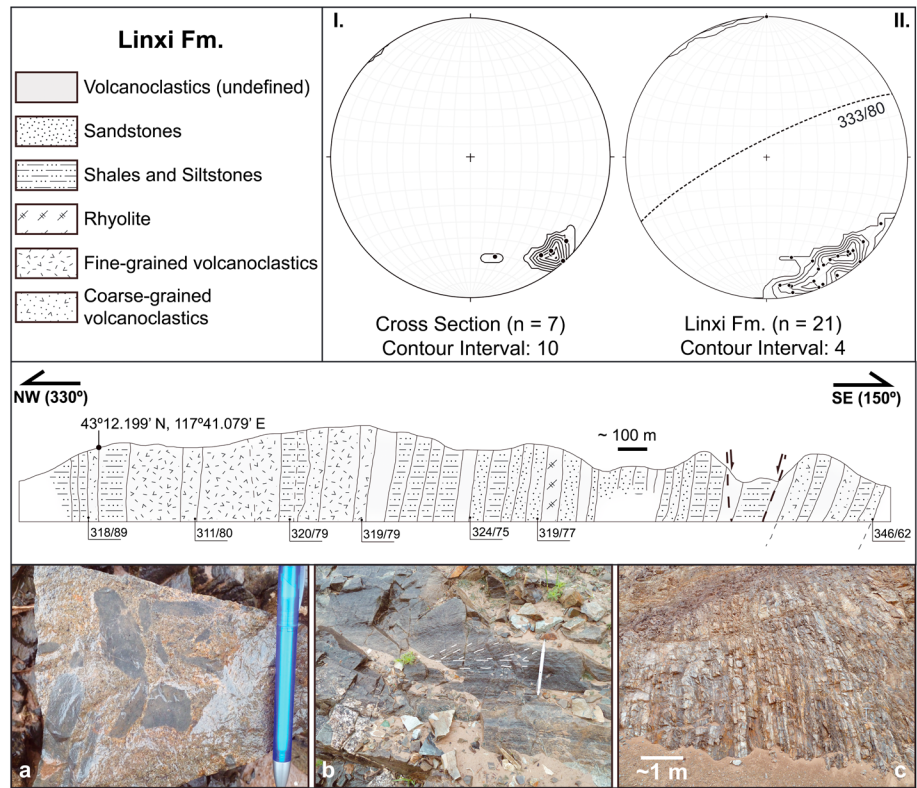 Linxi Fm.
Volcanoclastics (undefined)
Sandstones
Shales and Siltstones
Rhyolite
Fine-grained volcanoclastics
Coarse-grained
volcanoclastics
I.
Cross Section (n = 7)
Contour Interval: 10
II.
333/80
Linxi Fm. (n = 21)
Contour Interval: 4
NW (330º)
SE (150º)
43º12.199' N, 117º41.079' E
~ 100 m
318/89
311/80
320/79
319/79
324/75
319/77
346/62
a
b
~1 m
c